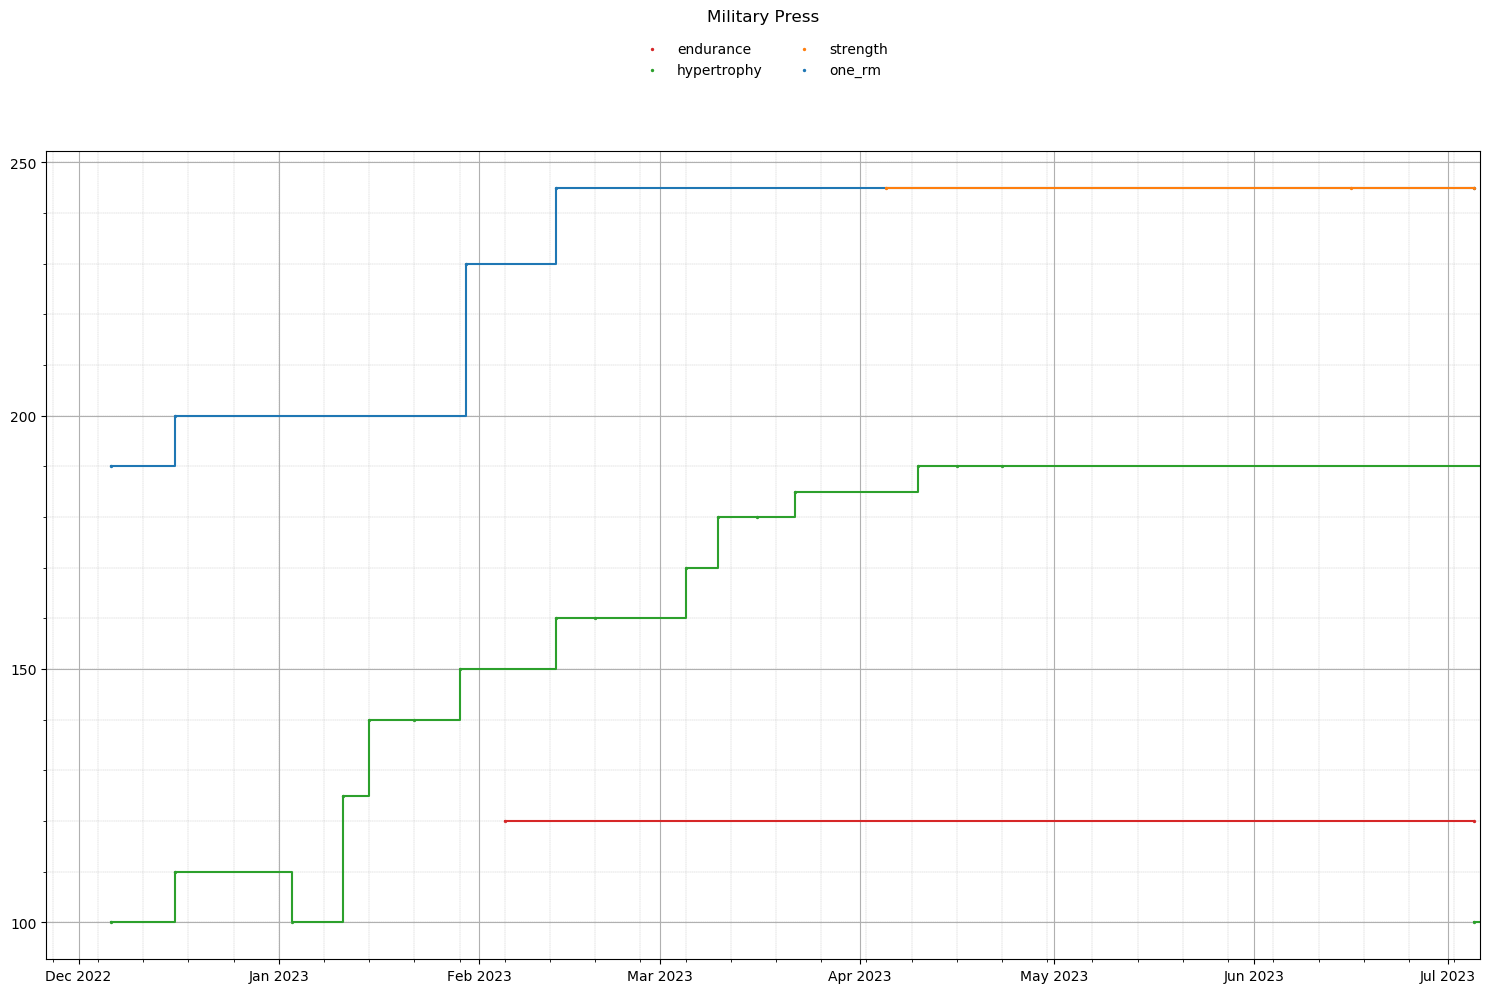 Military Press
endurance strength
hypertrophy one_rm
250
200
150
100
Dec 2022 Jan 2023 Feb 2023 Mar 2023 Apr 2023 May 2023 Jun 2023 Jul 2023